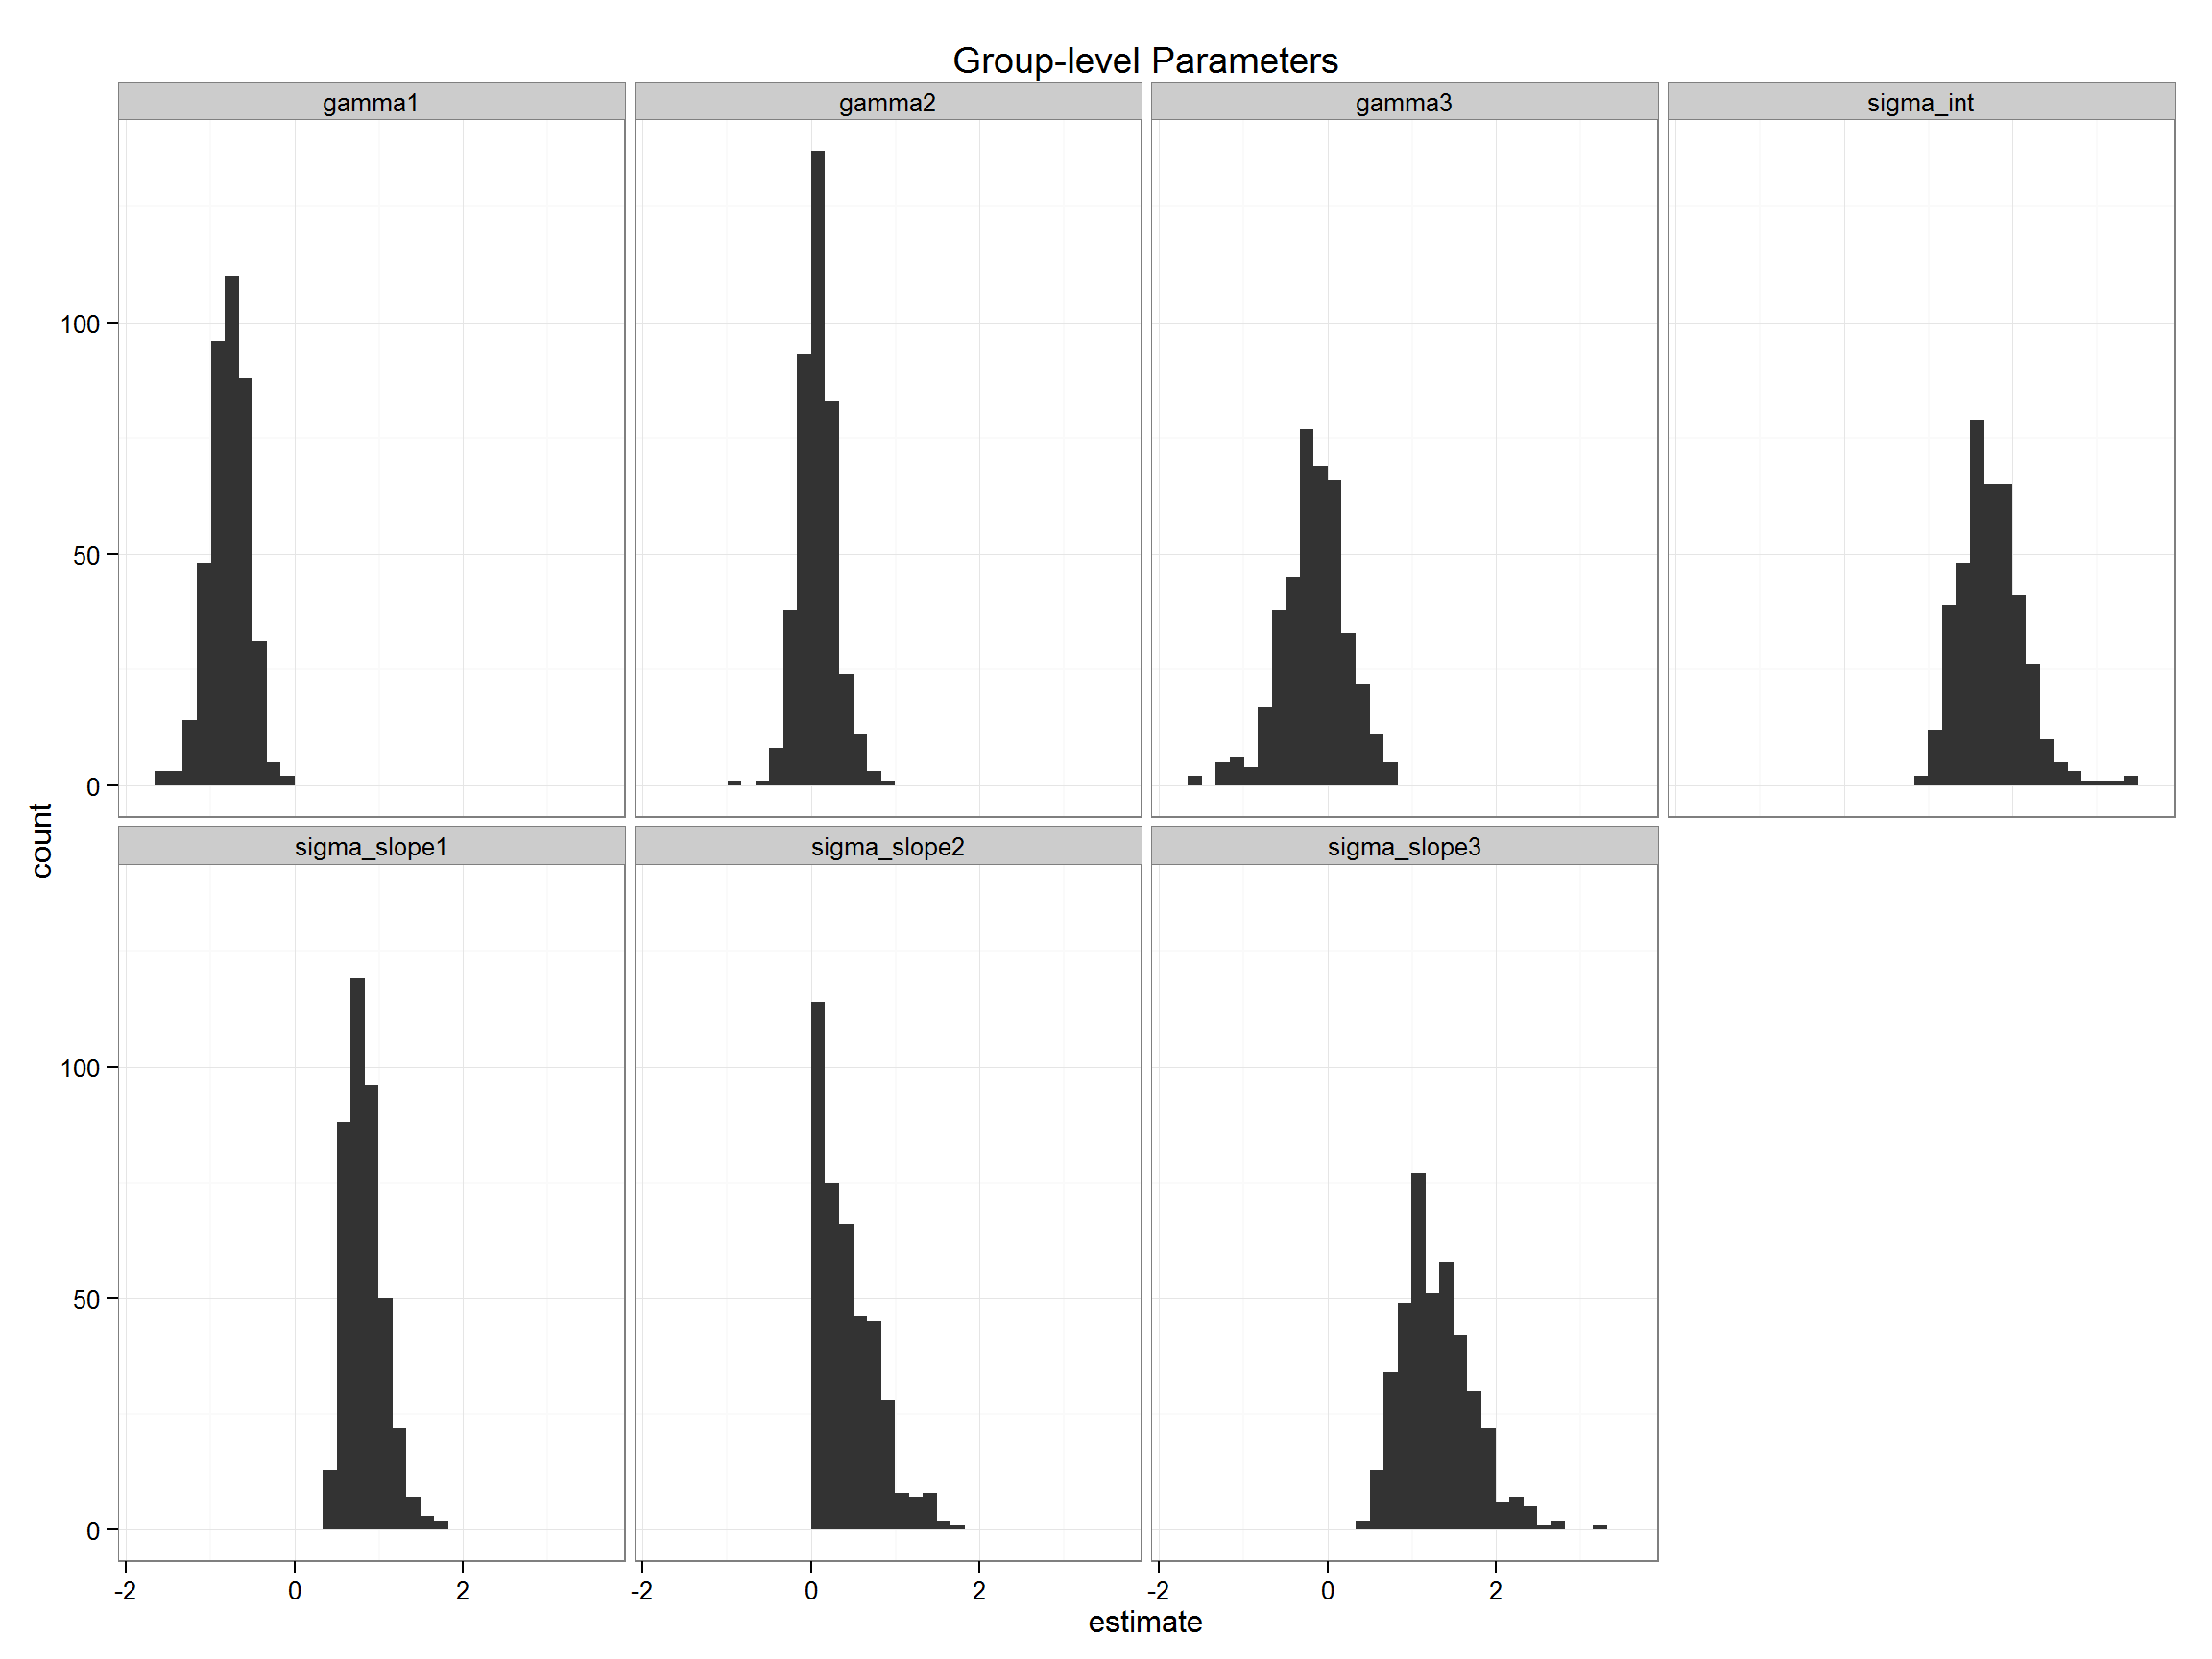 Group-level Parameters
gamma1 gamma2 gamma3 sigma_int
100
50
0
count
sigma_slope1 sigma_slope2 sigma_slope3
100
50
0
-2 0 2 -2 0 2 -2 0 2
estimate